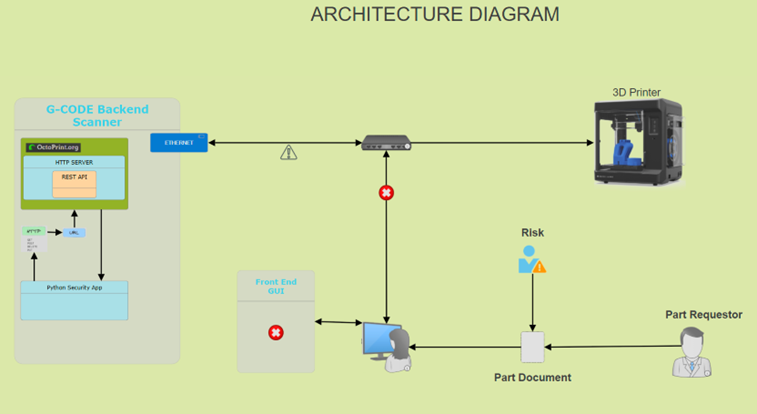 ARCHITECTURE DIAGRAM
3D Printer
G-CODE Backend
Scanner
OctoPrint.org
ETHERNET
HTTP SERVER
REST API
HTTP
URL
Python Security App
Front End
GUI
Risk
Part Requestor
Part Document